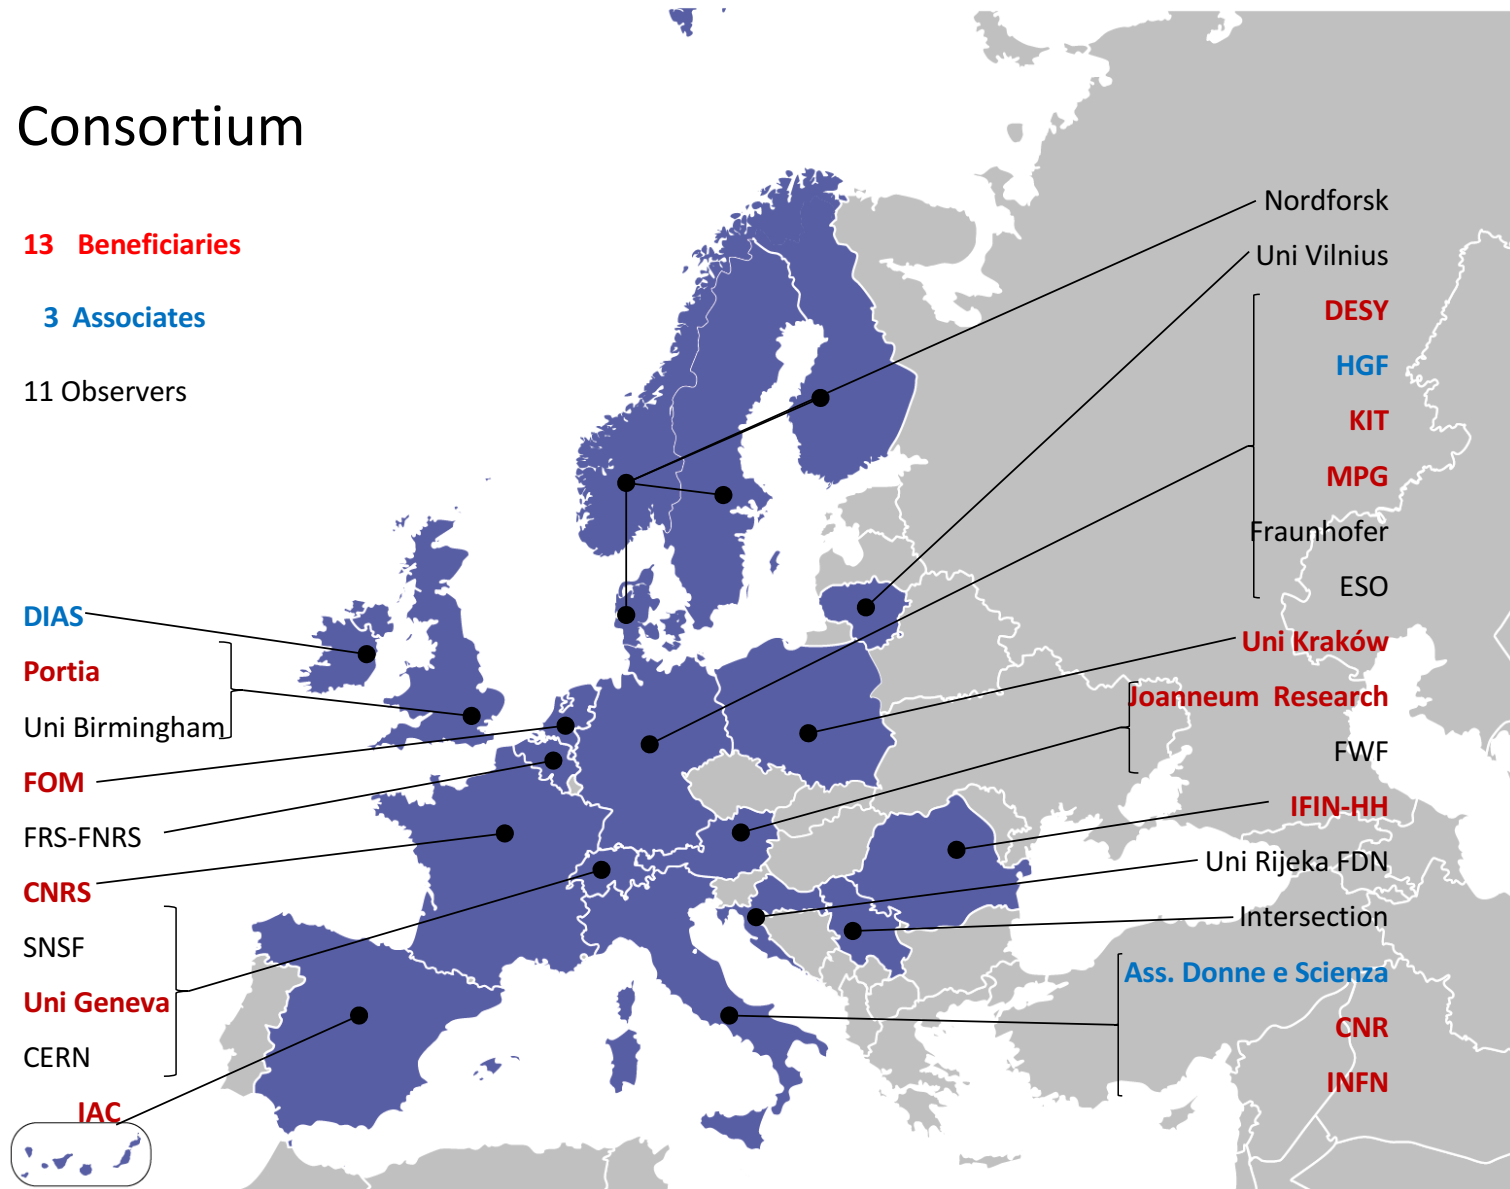 Consortium
13 Beneficiaries
3 Associates
11 Observers
DIAS
Portia
Uni Birmingham
FOM
FRS-FNRS
CNRS
SNSF
Uni Geneva
CERN
IAC
Nordforsk
Uni Vilnius
DESY
HGF
KIT
MPG
Fraunhofer
ESO
Uni Kraków
Joanneum Research
FWF
IFIN-HH
Uni Rijeka FDN
Intersection
Ass. Donne e Scienza
CNR
INFN